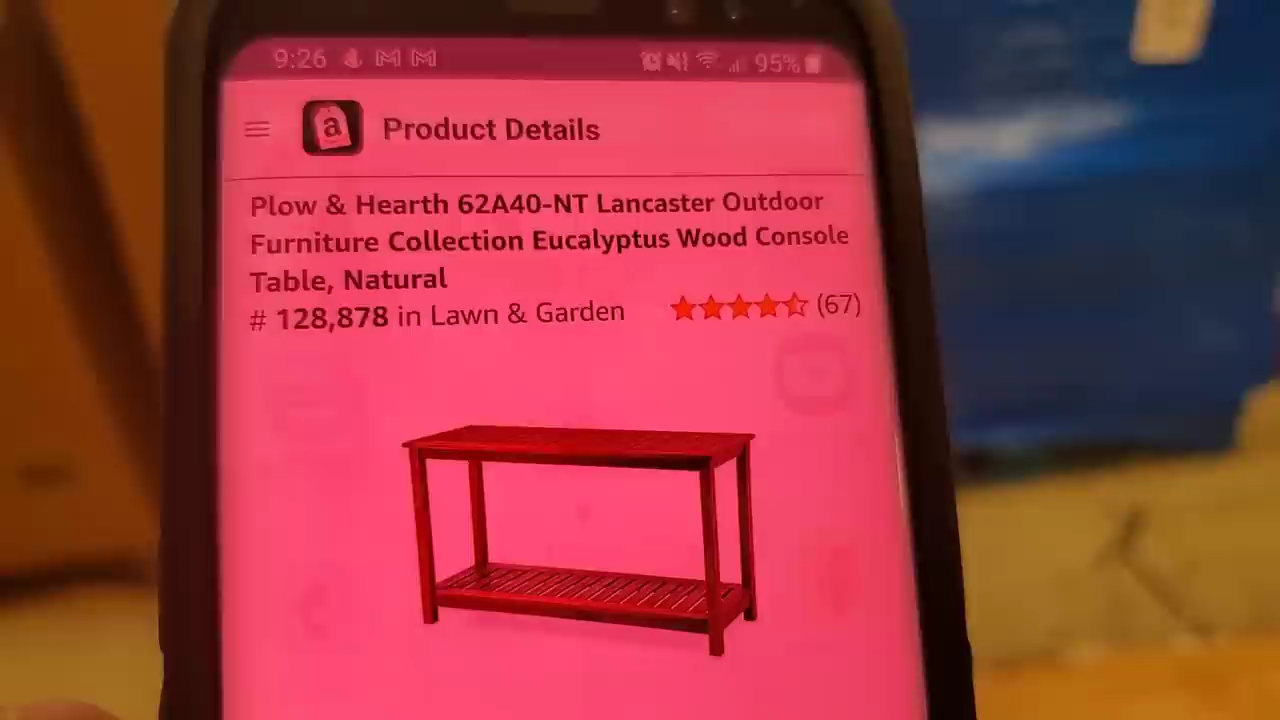 9:26 95%
a Product Details
Plow & Hearth 62A40-NT Lancaster Outdoor
Furniture Collection Eucalyptus Wood Console
Table, Natural
# 128,878 in Lawn & Garden (67)